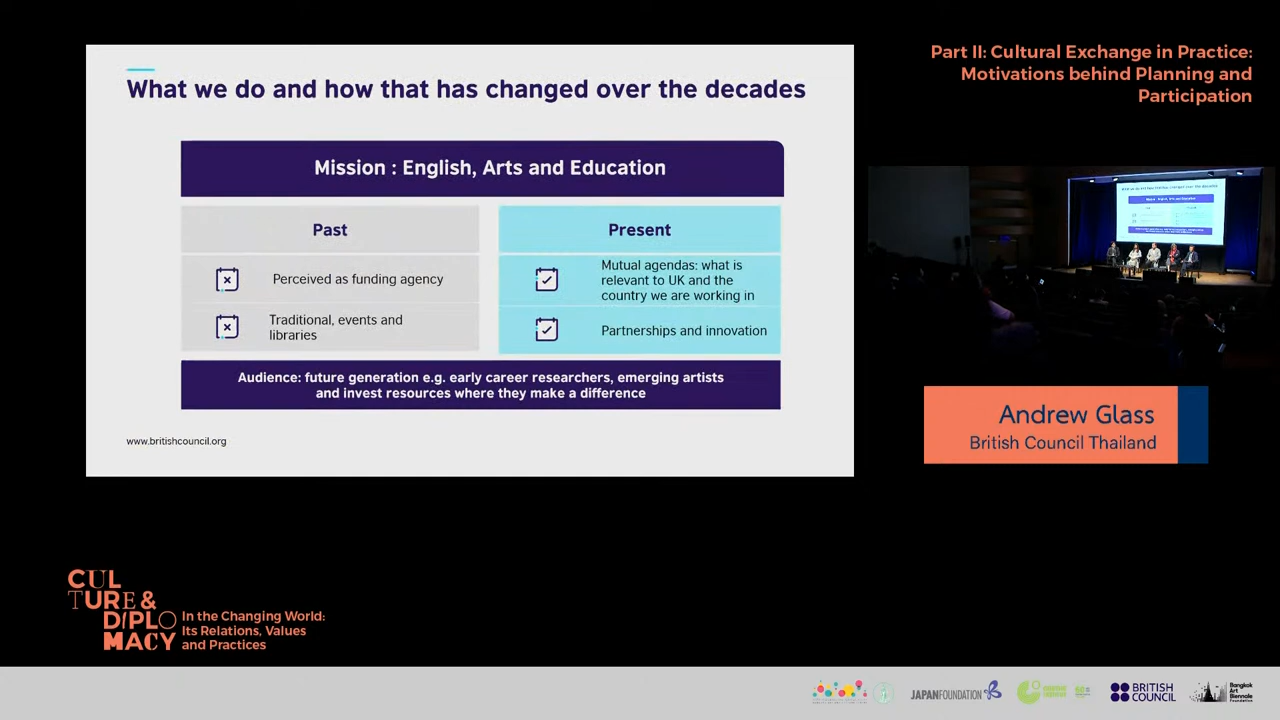 What we do and how that has changed over the decades
Mission : English, Arts and Education
Past
Present
Perceived as funding agency
Mutual agendas: what is
relevant to UK and the
country we are working in
Traditional, events and
libraries
Partnerships and innovation
Audience: future generation e.g. early career researchers, emerging artists
and invest resources where they make a difference
www.britishcouncil.org
Part II: Cultural Exchange in Practice:
Motivations behind Planning and
Participation
Andrew Glass
British Council Thailand
CUL
TURE &
DIPLO
MACY
In the Changing World:
Its Relations, Values
and Practices
JAPANFOUNDATION
BRITISH
COUNCIL
Bangkok
Art
Biennale
Foundation